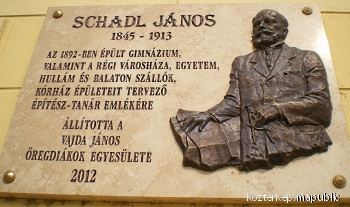 SCHADL JÁNOS
1845 - 1913
AZ 1892-BEN ÉPÜLT GIMNÁZIUM,
VALAMINT A RÉGI VÁROSHÁZA, EGYETEM,
HULLÁM ÉS BALATON SZÁLLÓK,
KÓRHÁZ ÉPÜLETEIT TERVEZŐ
ÉPÍTÉSZ-TANÁR EMLÉKÉRE
ÁLLÍTOTTA A
VAJDA JÁNOS
ÖREGDIÁKOK EGYESÜLETE
2012
kozterkep.mapublic